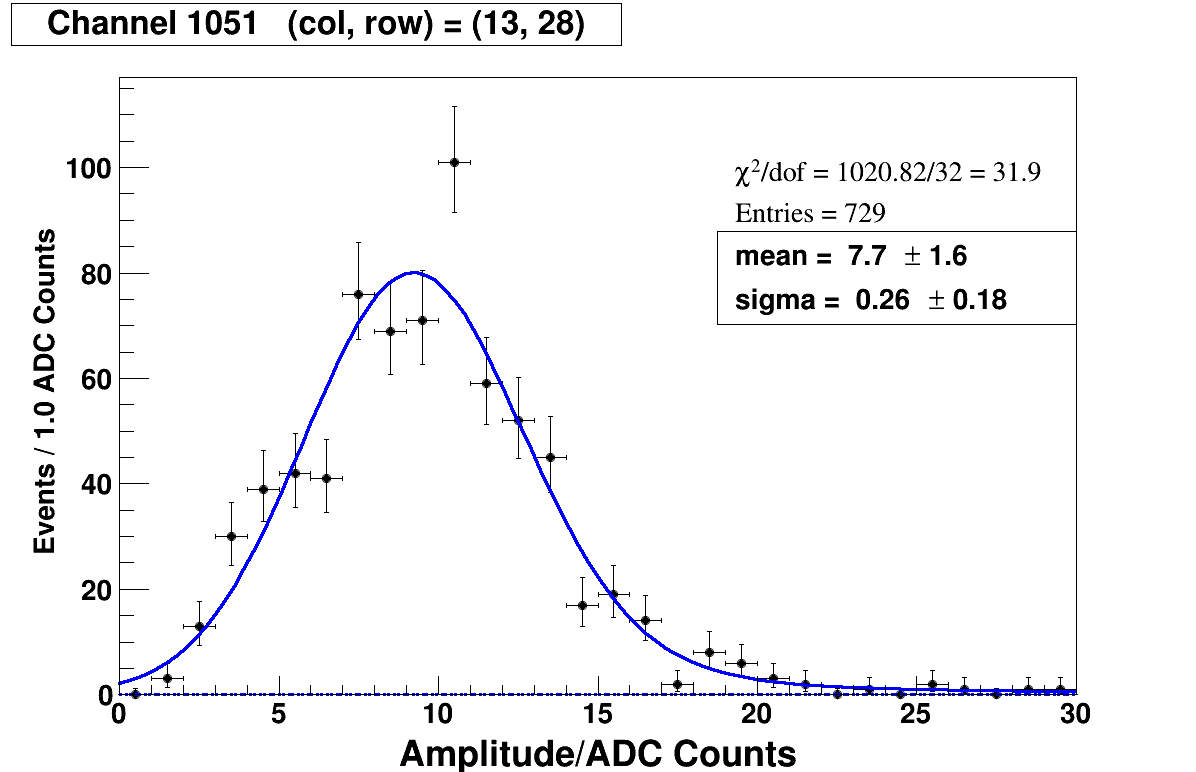 Channel 1051 (col, row) = (13, 28)
χ²/dof = 1020.82/32 = 31.9
Entries = 729
mean = 7.7 ± 1.6
sigma = 0.26 ± 0.18
Events / 1.0 ADC Counts
100
80
60
40
20
0
0 5 10 15 20 25 30
Amplitude/ADC Counts